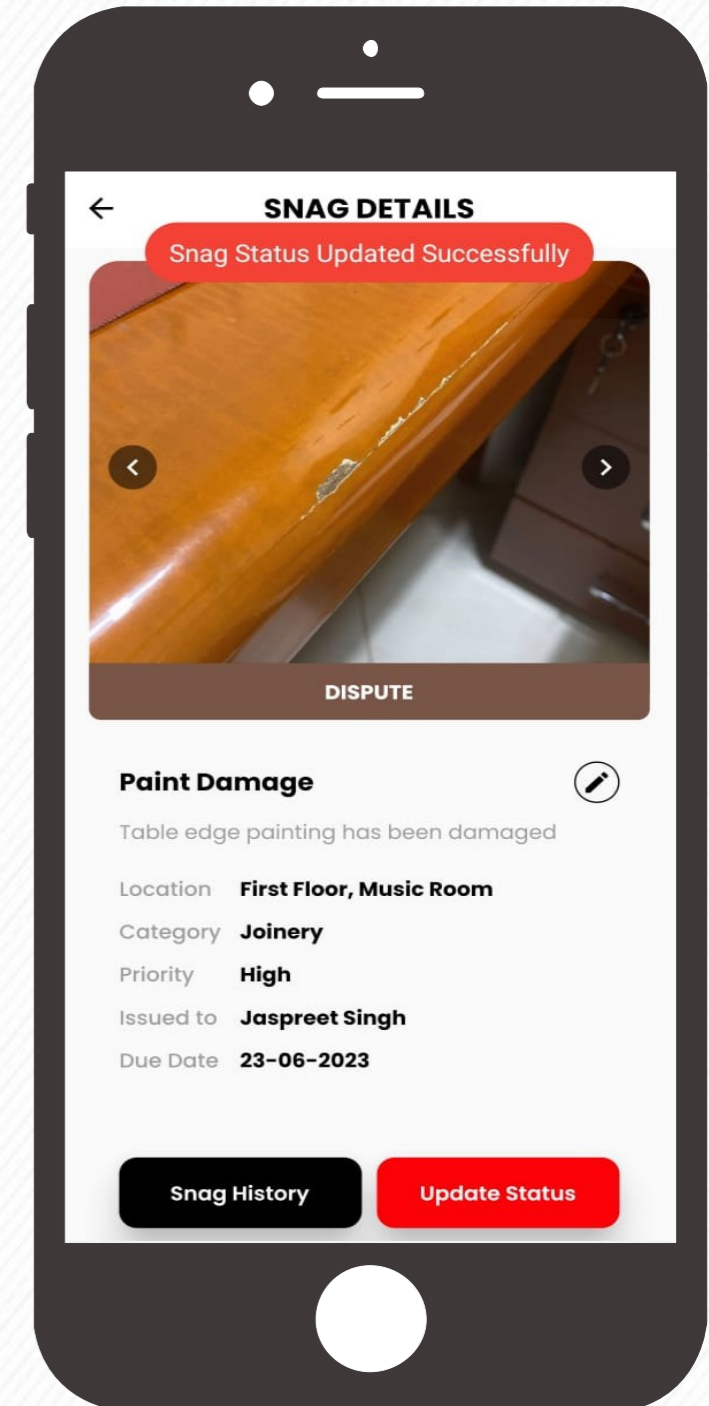 SNAG DETAILS
Snag Status Updated Successfully
DISPUTE
Paint Damage
Table edge painting has been damaged
Location First Floor, Music Room
Category Joinery
Priority High
Issued to Jaspreet Singh
Due Date 23-06-2023
Snag History Update Status